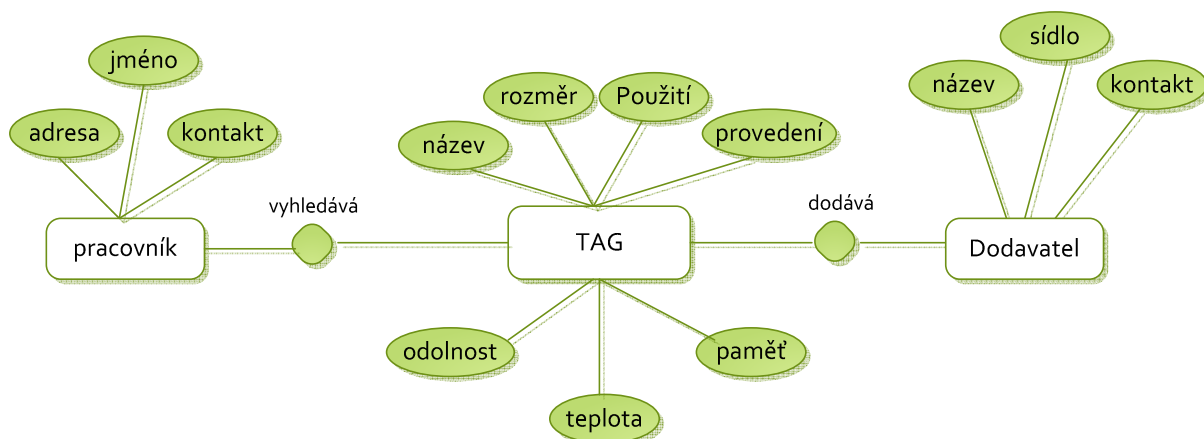 sídlo
jméno
název
kontakt
rozměr
Použití
adresa
kontakt
název
provedení
vyhledává
dodává
pracovník
TAG
Dodavatel
odolnost
paměť
teplota